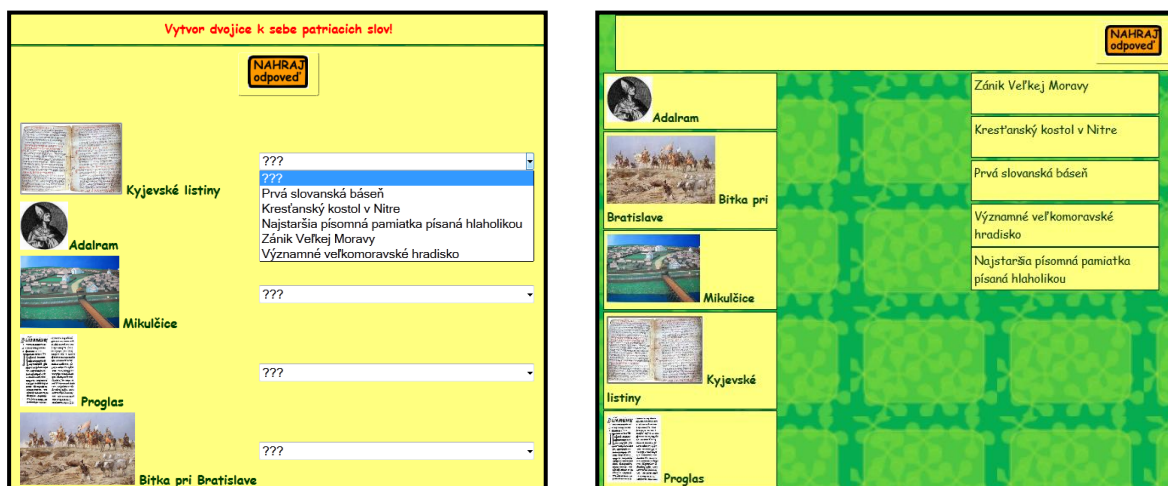 Vytvor dvojice k sebe patriacich slov!
NAHRAJ
odpoveď
Kyjevské listiny
???
???
Prvá slovanská báseň
Kresťanský kostol v Nitre
Najstaršia písomná pamiatka písaná hlaholikou
Zánik Veľkej Moravy
Významné veľkomoravské hradisko
Adalram
???
Mikulčice
???
Proglas
???
Bitka pri Bratislave
NAHRAJ
odpoveď
Adalram
Bitka pri
Bratislave
Mikulčice
Kyjevské
listiny
Proglas
Zánik Veľkej Moravy
Kresťanský kostol v Nitre
Prvá slovanská báseň
Významné veľkomoravské
hradisko
Najstaršia písomná pamiatka
písaná hlaholikou